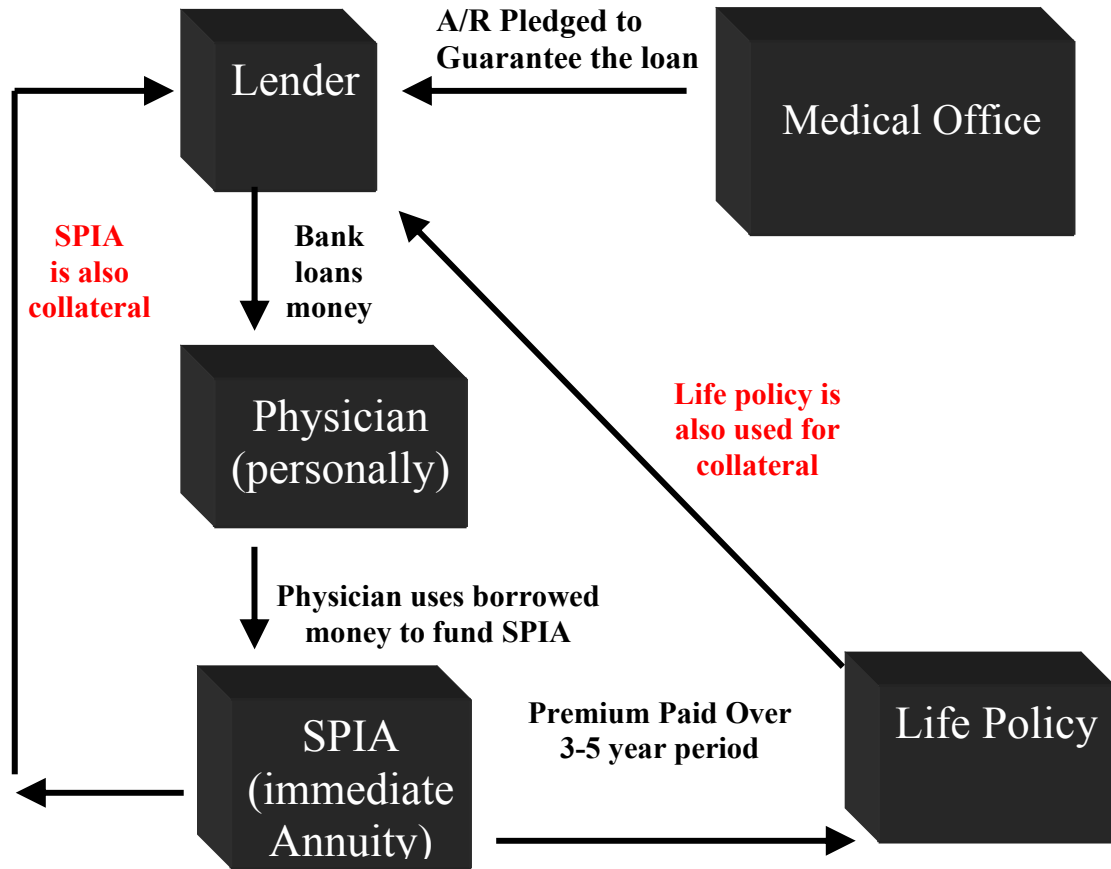 A/R Pledged to
Guarantee the loan
Lender
Medical Office
SPIA
is also
collateral
Bank
loans
money
Physician
(personally)
Life policy is
also used for
collateral
Physician uses borrowed
money to fund SPIA
SPIA
(immediate
Annuity)
Premium Paid Over
3-5 year period
Life Policy